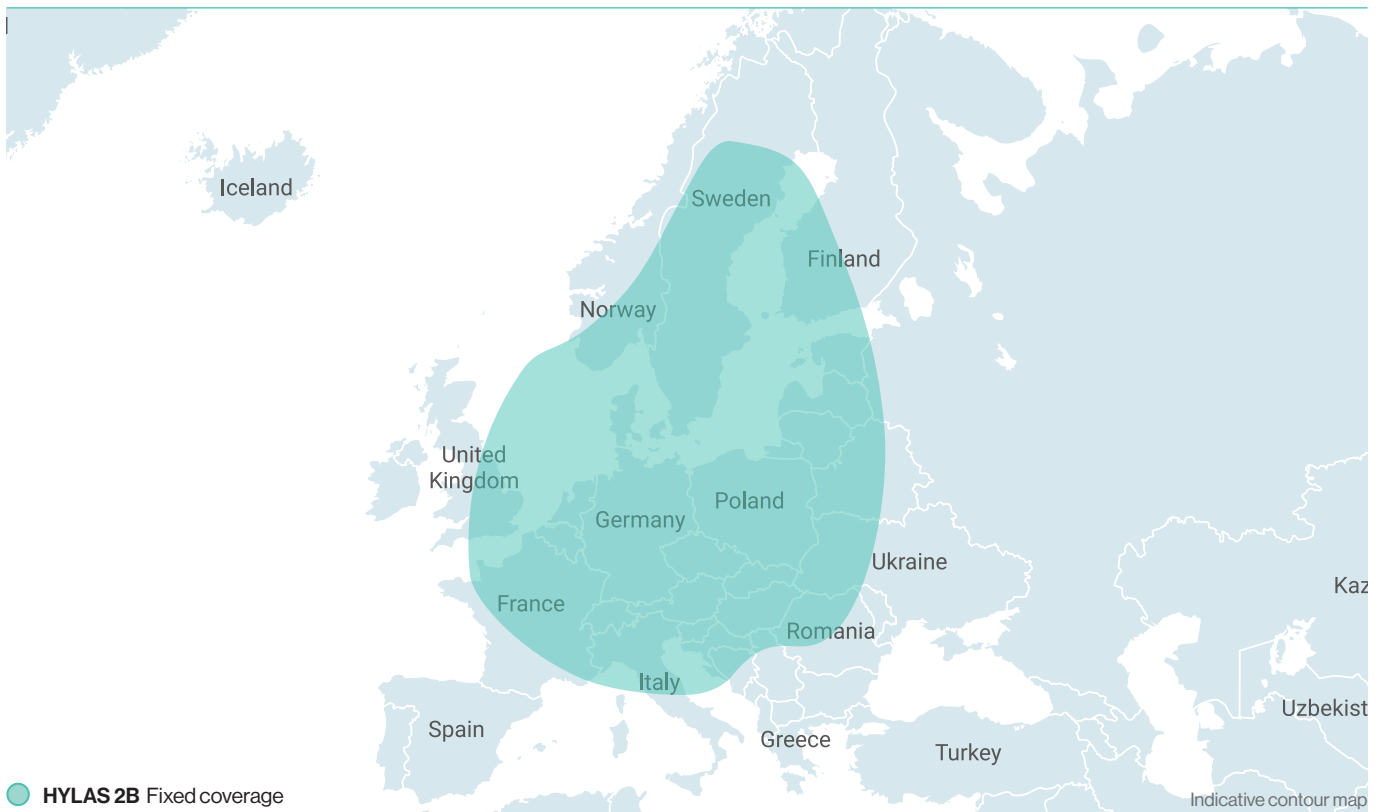 Iceland
Sweden
Finland
Norway
United
Kingdom
Poland
Germany
Ukraine
Kaz
France
Romania
Italy
Uzbekist
Spain
Greece
Turkey
HYLAS 2B Fixed coverage
Indicative contour map